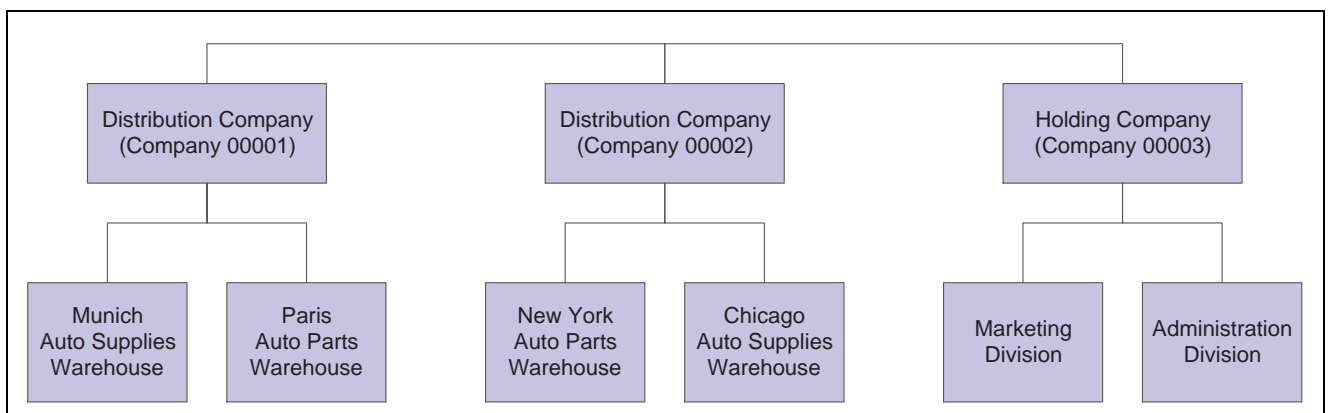 Distribution Company
(Company 00001)
Distribution Company
(Company 00002)
Holding Company
(Company 00003)
Munich
Auto Supplies
Warehouse
Paris
Auto Parts
Warehouse
New York
Auto Parts
Warehouse
Chicago
Auto Supplies
Warehouse
Marketing
Division
Administration
Division